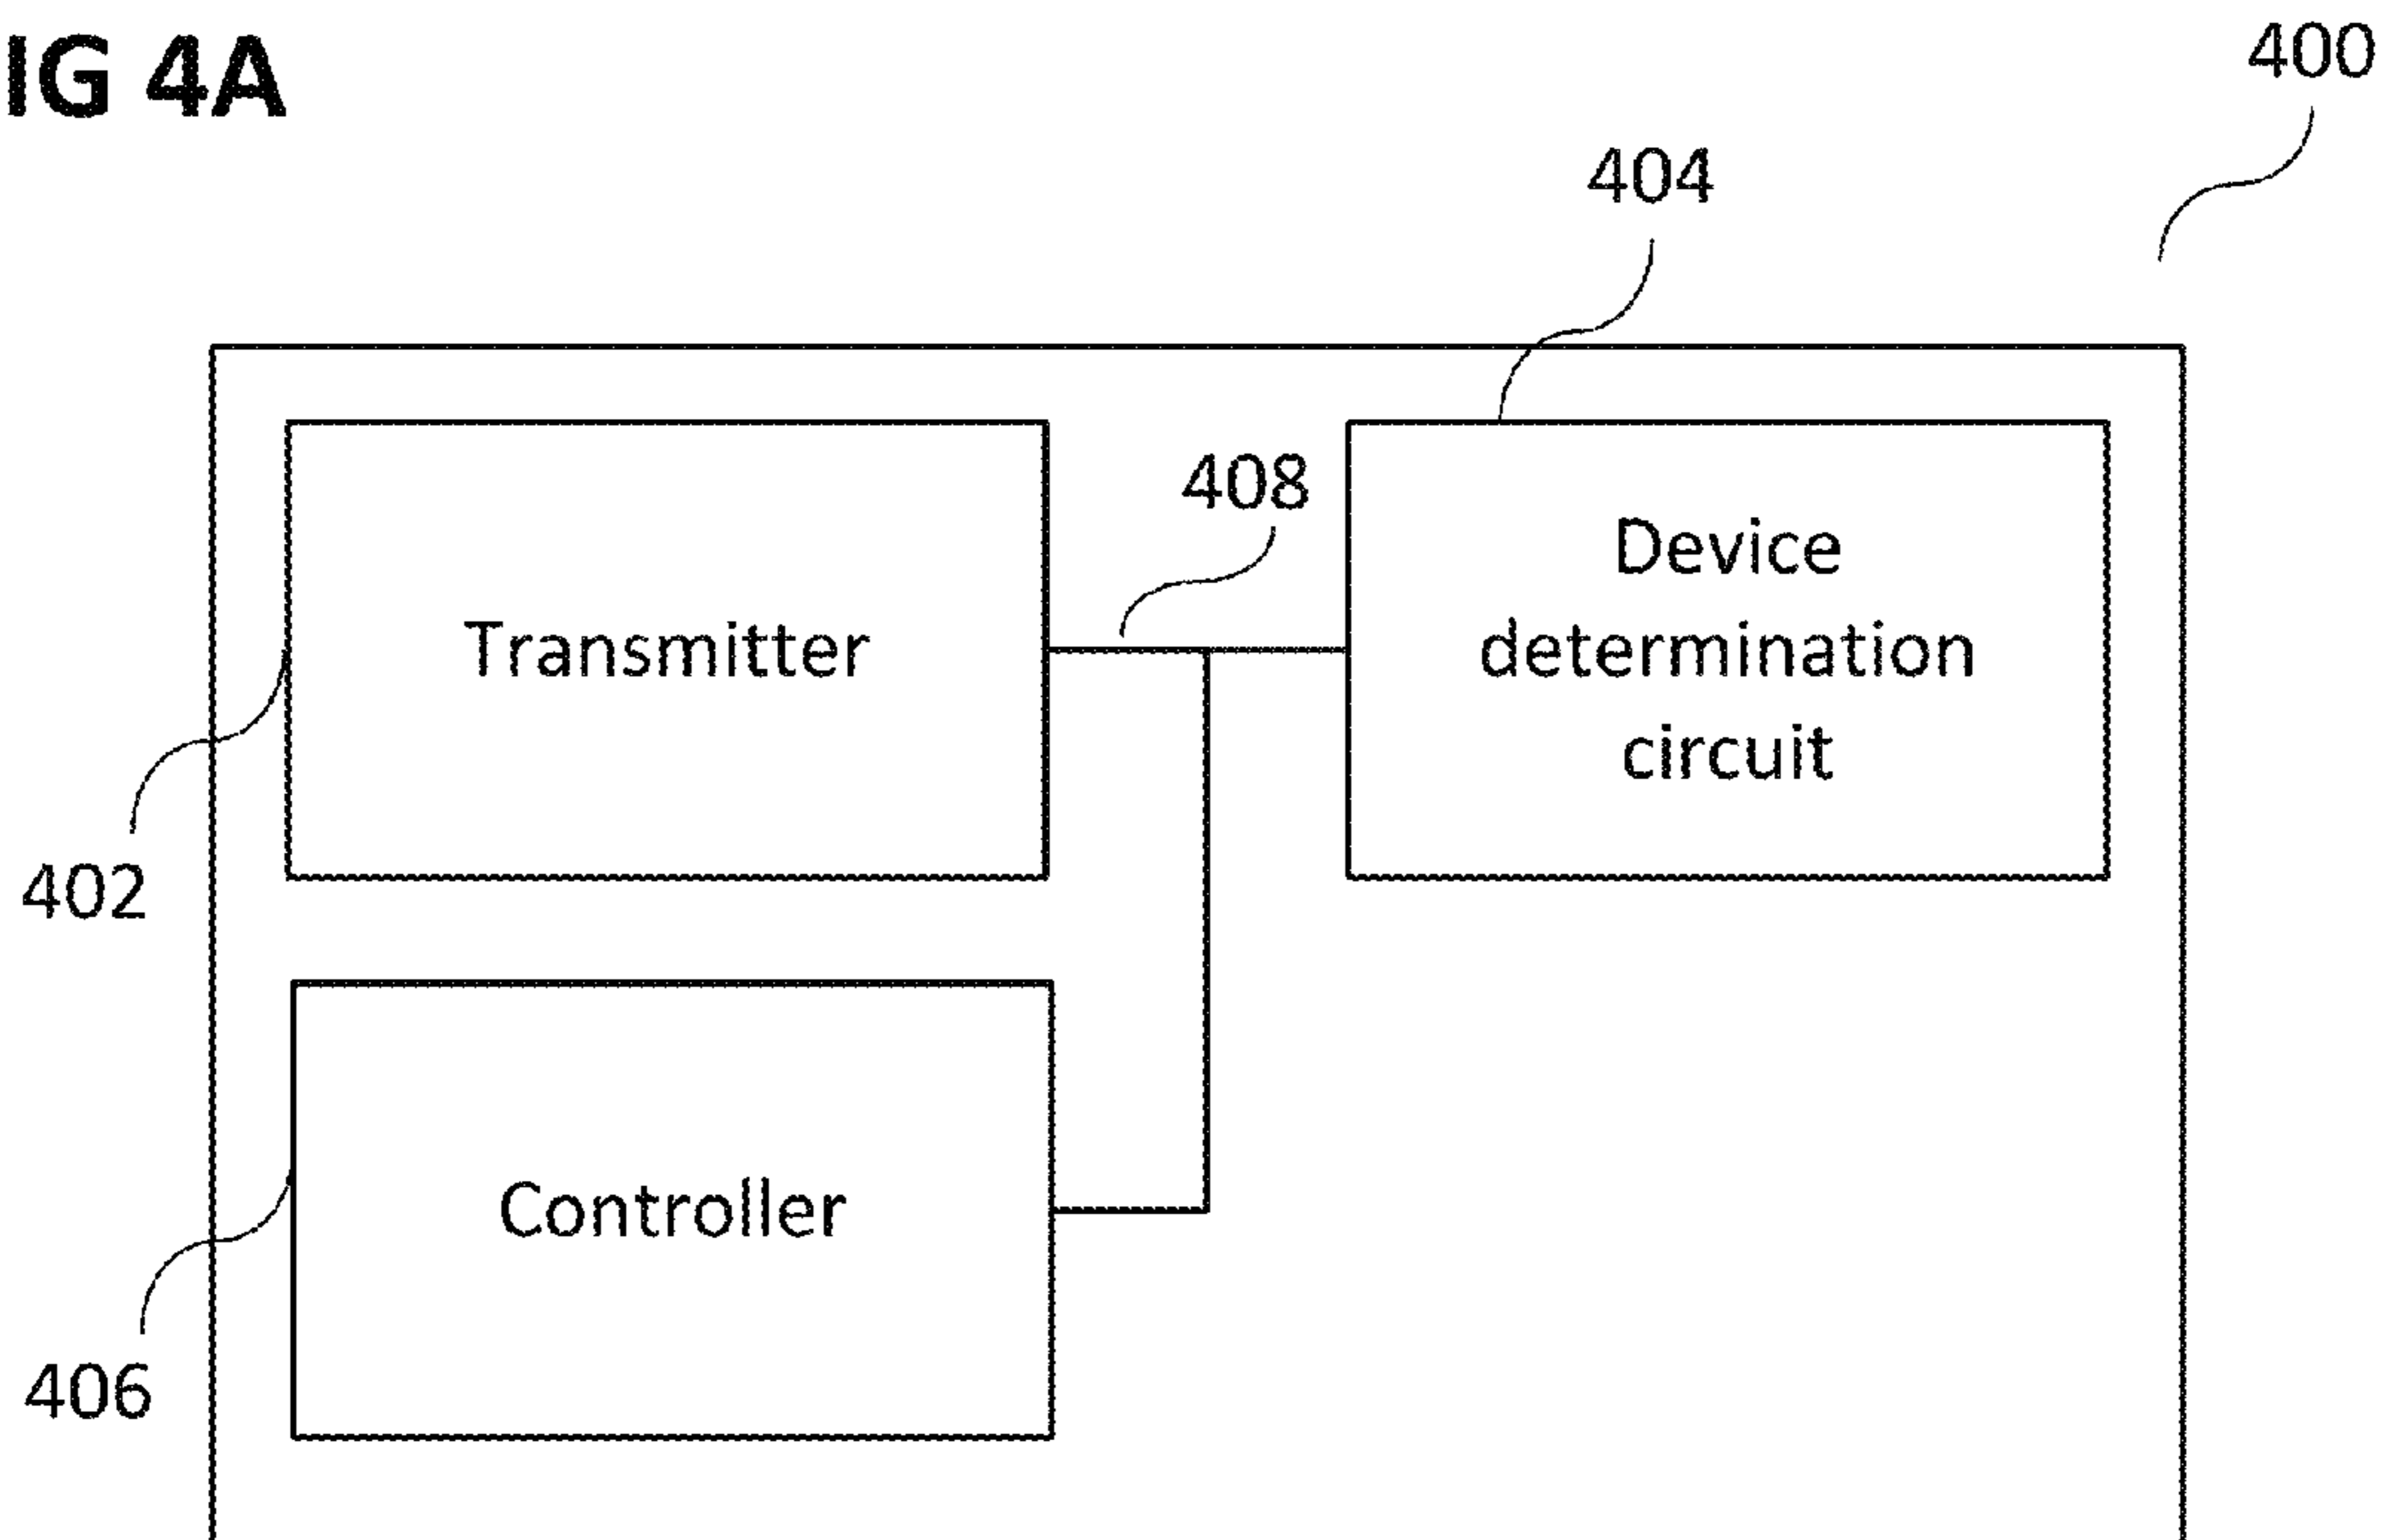 IG 4A
400
404
408
Transmitter
Device
determination
circuit
402
Controller
406